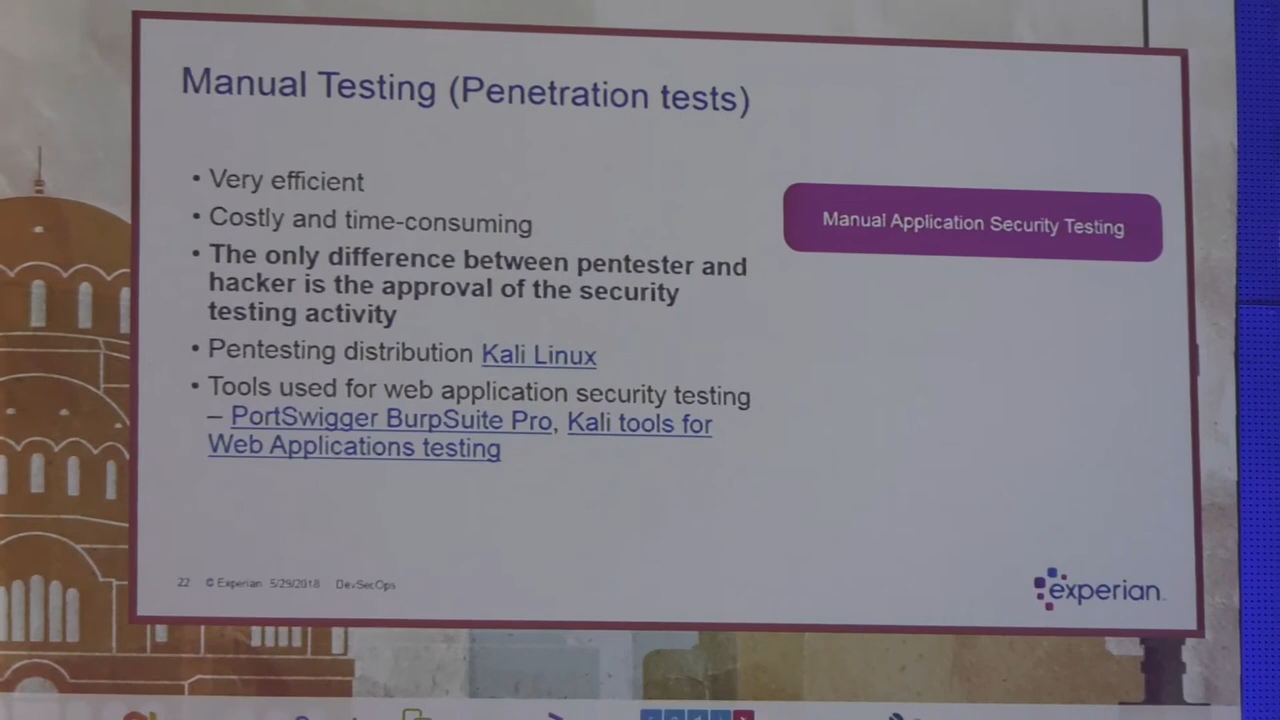 Manual Testing (Penetration tests)
• Very efficient
• Costly and time-consuming
• The only difference between pentester and
hacker is the approval of the security
testing activity
• Pentesting distribution Kali Linux
• Tools used for web application security testing
– PortSwigger BurpSuite Pro, Kali tools for
Web Applications testing
Manual Application Security Testing
22 © Experian 5/29/2018 DevSecOps
experian